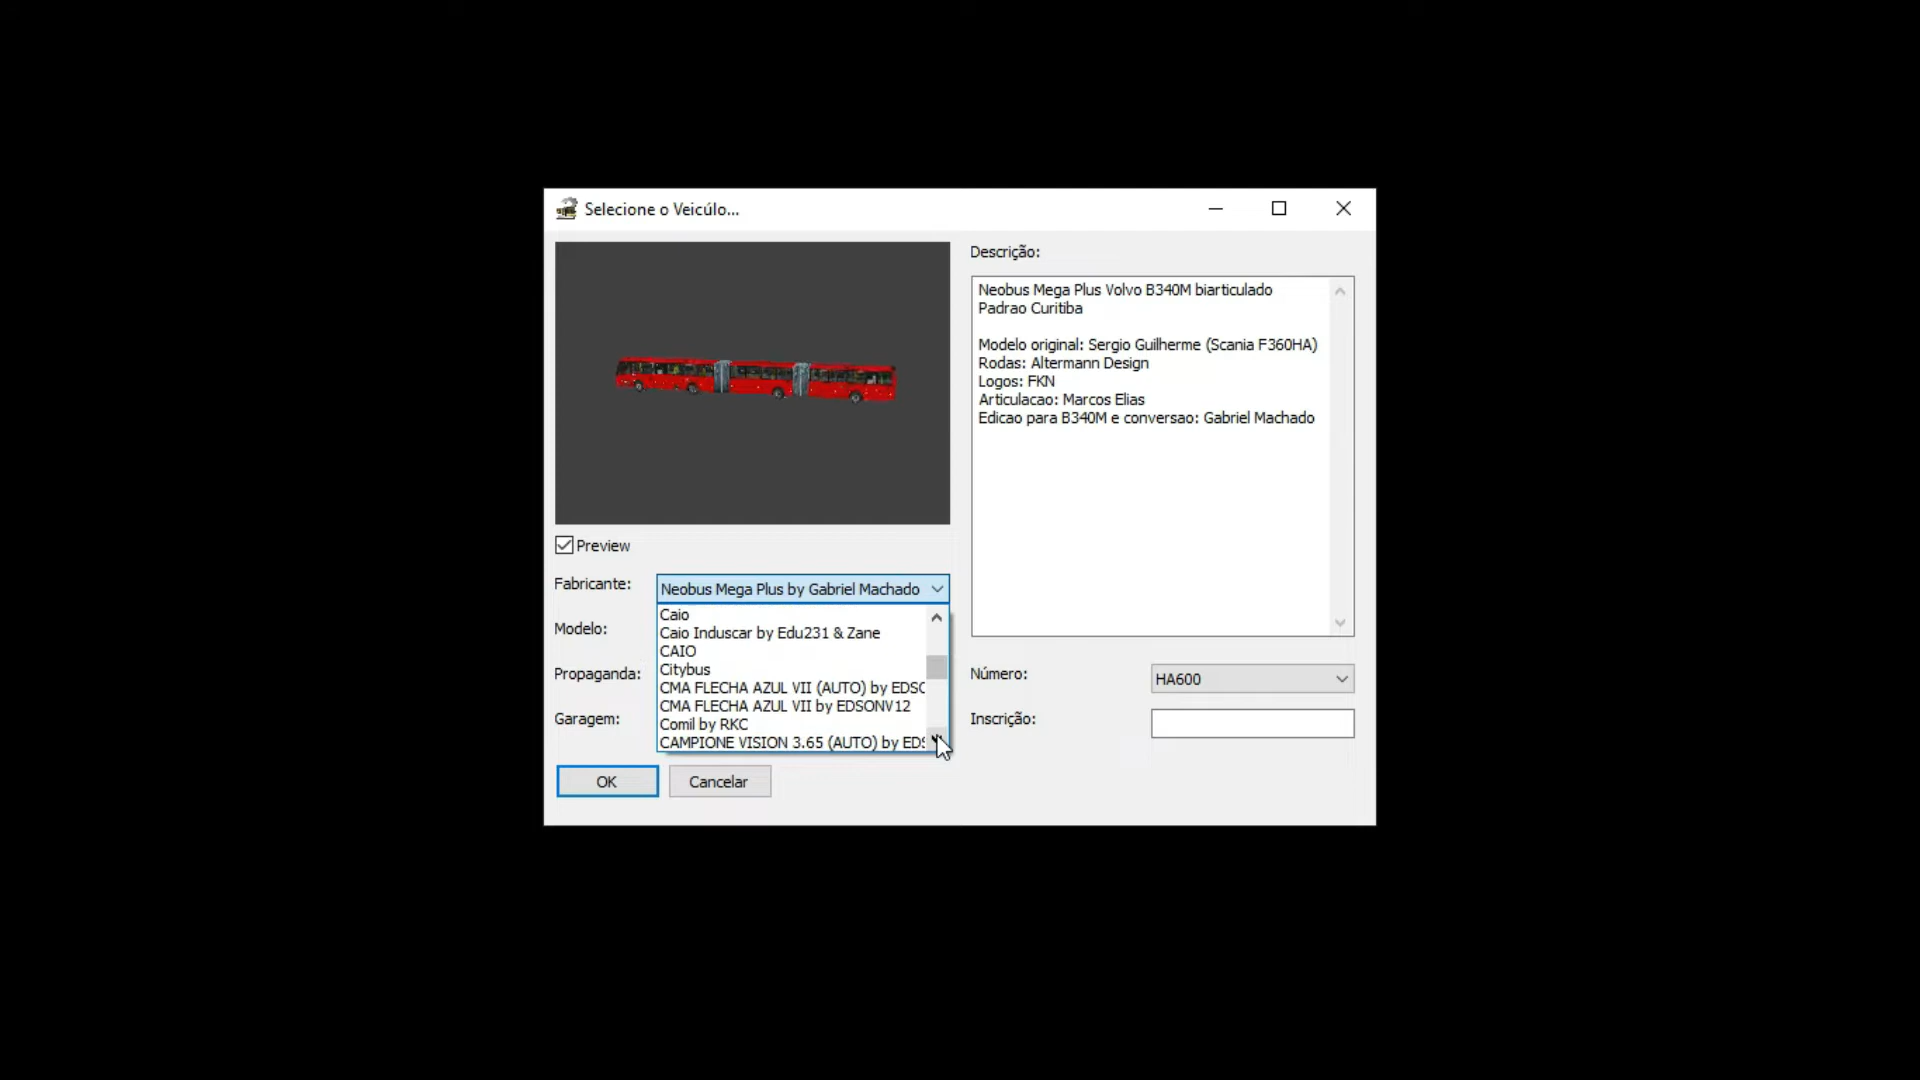 Selecione o Veicúlo...
Descrição:
Neobus Mega Plus Volvo B340M biarticulado
Padrao Curitiba
Modelo original: Sergio Guilherme (Scania F360HA)
Rodas: Altermann Design
Logos: FKN
Articulacao: Marcos Elias
Edicao para B340M e conversao: Gabriel Machado
Preview
Fabricante:
Neobus Mega Plus by Gabriel Machado
Caio
Caio Induscar by Edu231 & Zane
CAIO
Citybus
CMA FLECHA AZUL VII (AUTO) by EDSO
CMA FLECHA AZUL VII by EDSONV12
Comil by RKC
CAMPIONE VISION 3.65 (AUTO) by EDS
Modelo:
Propaganda:
Garagem:
Número:
HA600
Inscrição:
OK
Cancelar